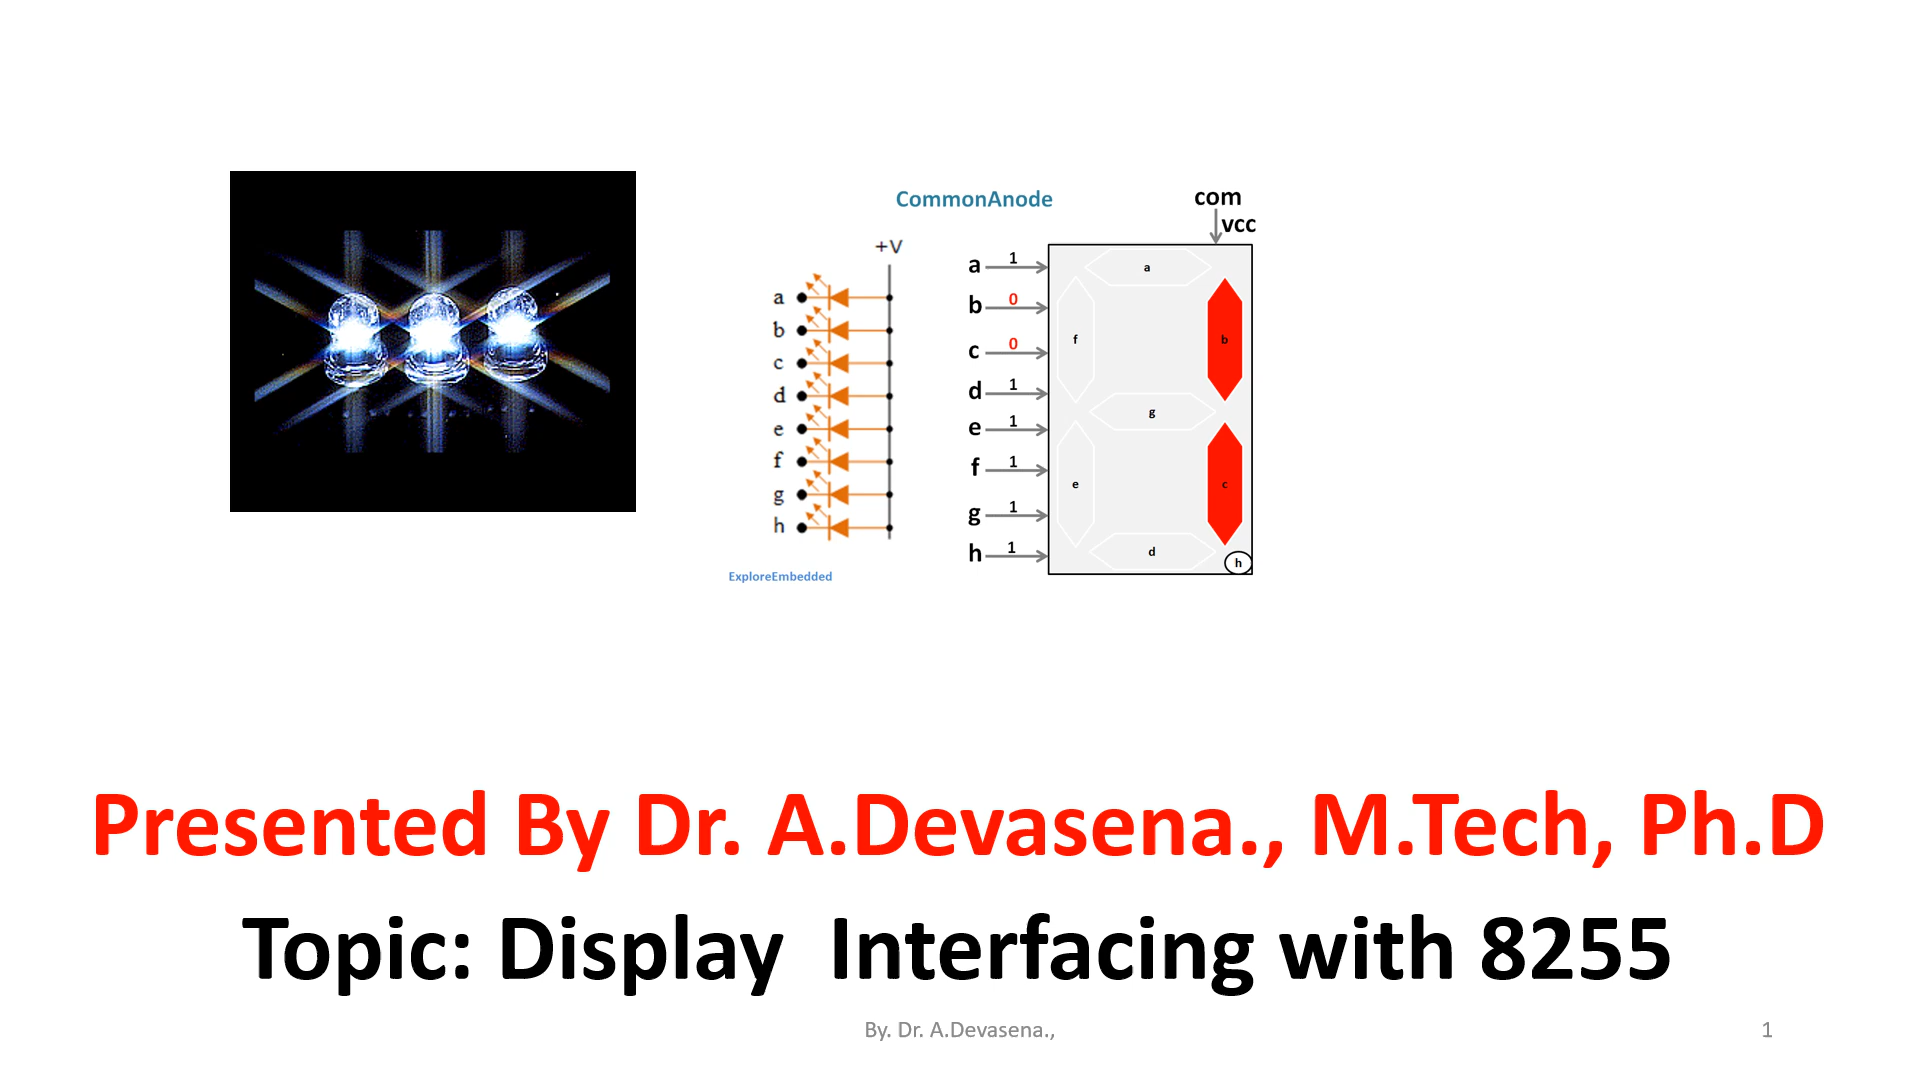 CommonAnode
com
vcc
+V
a
b
c
d
e
f
g
h
a 1
b 0
c 0
d 1
e 1
f 1
g 1
h 1
a
f
b
g
e
c
d
h
ExploreEmbedded
Presented By Dr. A.Devasena., M.Tech, Ph.D
Topic: Display  Interfacing with 8255
By. Dr. A.Devasena.,
1